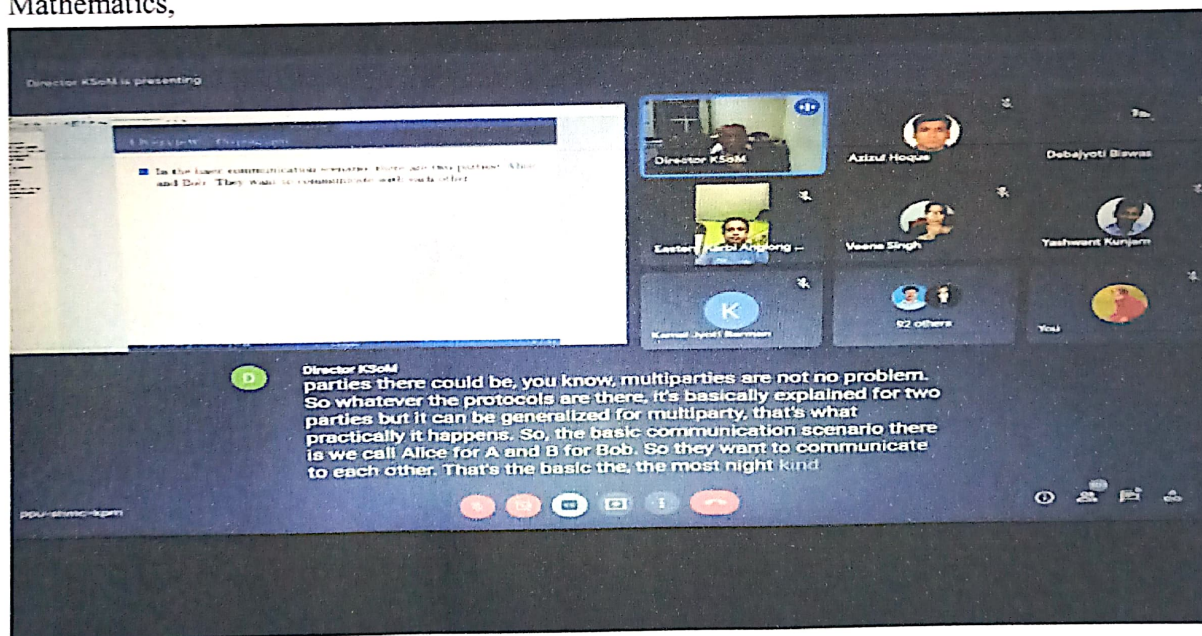 Mathematics,
Director KSoM is presenting
In the basic communication scenario, there are two parties: Alice
and Bob. They want to communicate with each other
Director KSoM
Azizul Hoque
Debajyoti Biswas
Eastern Karbi Anglong ...
Veena Singh
Yashwant Kunjam
K
Kamal Jyoti Barman
92 others
You
D
Director KSoM
parties there could be, you know, multiparties are not no problem.
So whatever the protocols are there, it's basically explained for two
parties but it can be generalized for multiparty, that's what
practically it happens. So, the basic communication scenario there
is we call Alice for A and B for Bob. So they want to communicate
to each other. That's the basic the, the most night kind